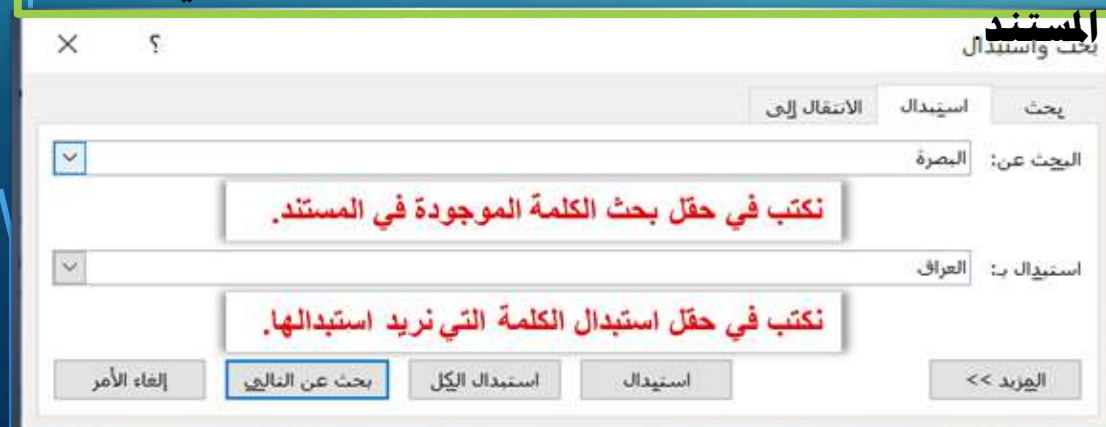 المستند.
بحث واستبدال
؟ ×
بحث استبدال الانتقال إلى
البحث عن: البصرة
نكتب في حقل بحث الكلمة الموجودة في المستند.
استبدال بـ: العراق
نكتب في حقل استبدال الكلمة التي نريد استبدالها.
المزيد >> استبدال استبدال الكل بحث عن التالي إلغاء الأمر